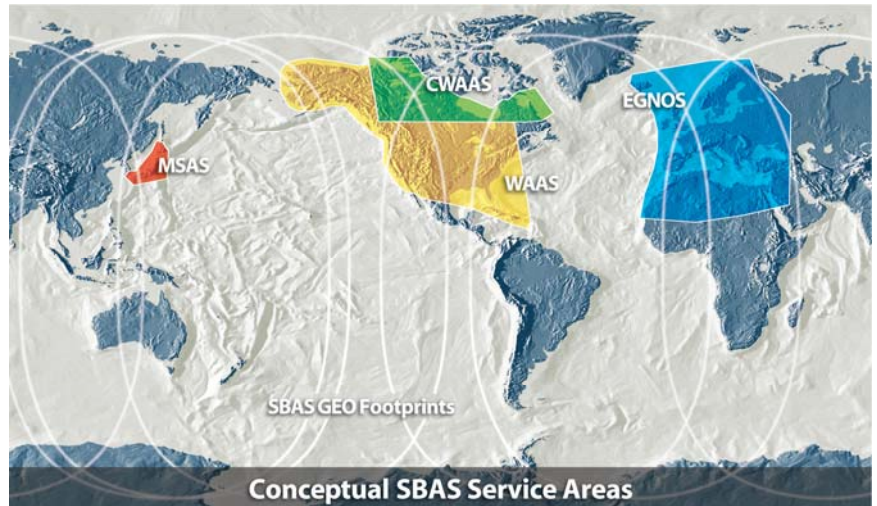 CWAAS
EGNOS
MSAS
WAAS
SBAS GEO Footprints
Conceptual SBAS Service Areas